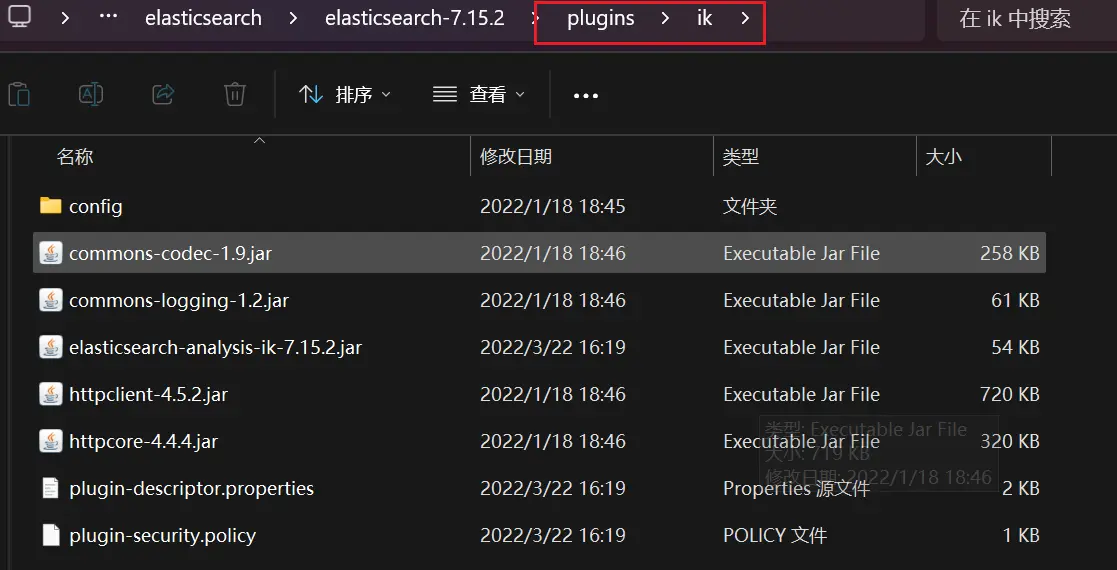 … elasticsearch elasticsearch-7.15.2 plugins ik 在 ik 中搜索
排序 查看 …
名称 修改日期 类型 大小
config 2022/1/18 18:45 文件夹
commons-codec-1.9.jar 2022/1/18 18:46 Executable Jar File 258 KB
commons-logging-1.2.jar 2022/1/18 18:46 Executable Jar File 61 KB
elasticsearch-analysis-ik-7.15.2.jar 2022/3/22 16:19 Executable Jar File 54 KB
httpclient-4.5.2.jar 2022/1/18 18:46 Executable Jar File 720 KB
类型: Executable Jar File
httpcore-4.4.4.jar 2022/1/18 18:46 Executable Jar File 320 KB
大小: 719 KB
修改日期: 2022/1/18 18:46
plugin-descriptor.properties 2022/3/22 16:19 Properties 源文件 2 KB
plugin-security.policy 2022/3/22 16:19 POLICY 文件 1 KB